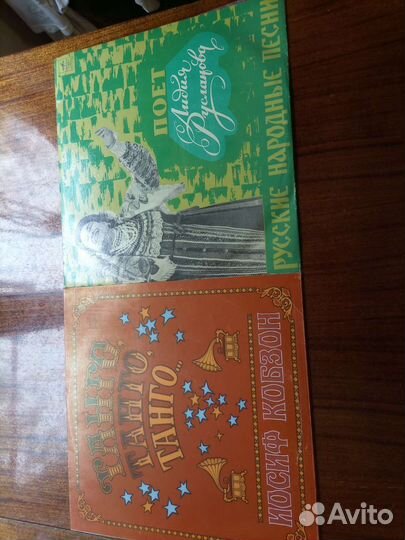 ПОЕТ
Лидия
Русланова
РУССКИЕ НАРОДНЫЕ ПЕСНИ
ТАНГО,
ТАНГО,
ТАНГО...
ИОСИФ КОБЗОН
Avito